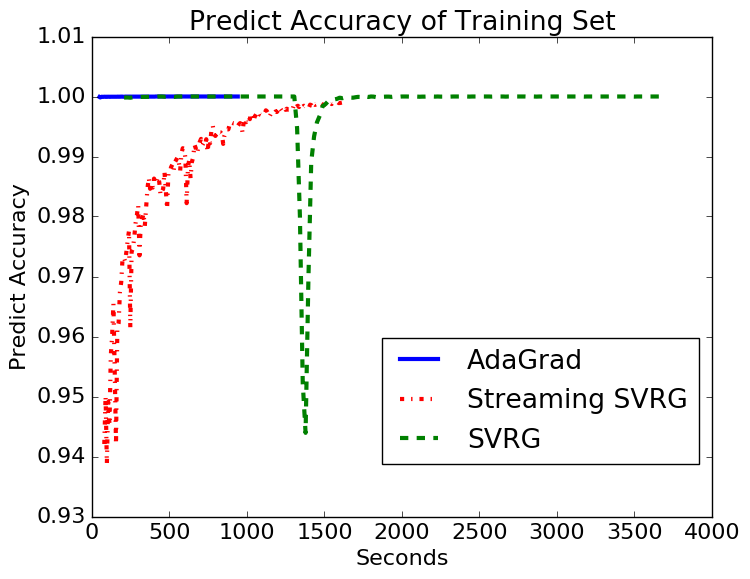 Predict Accuracy of Training Set
1.01
1.00
0.99
0.98
0.97
0.96
0.95
0.94
0.93
Predict Accuracy
AdaGrad
Streaming SVRG
SVRG
0 500 1000 1500 2000 2500 3000 3500 4000
Seconds